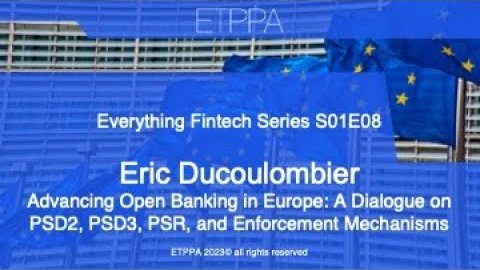 ETPPA
Everything Fintech Series S01E08
Eric Ducoulombier
Advancing Open Banking in Europe: A Dialogue on
PSD2, PSD3, PSR, and Enforcement Mechanisms
ETPPA 2023© all rights reserved